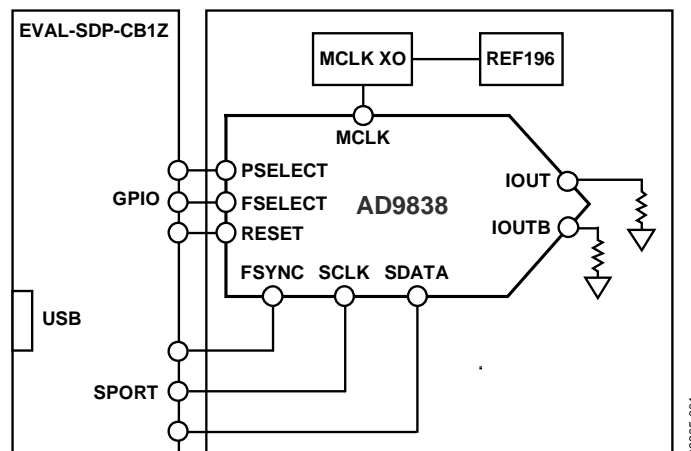 EVAL-SDP-CB1Z
MCLK XO
REF196
MCLK
PSELECT
IOUT
GPIO
FSELECT
AD9838
RESET
IOUTB
FSYNC SCLK SDATA
USB
SPORT